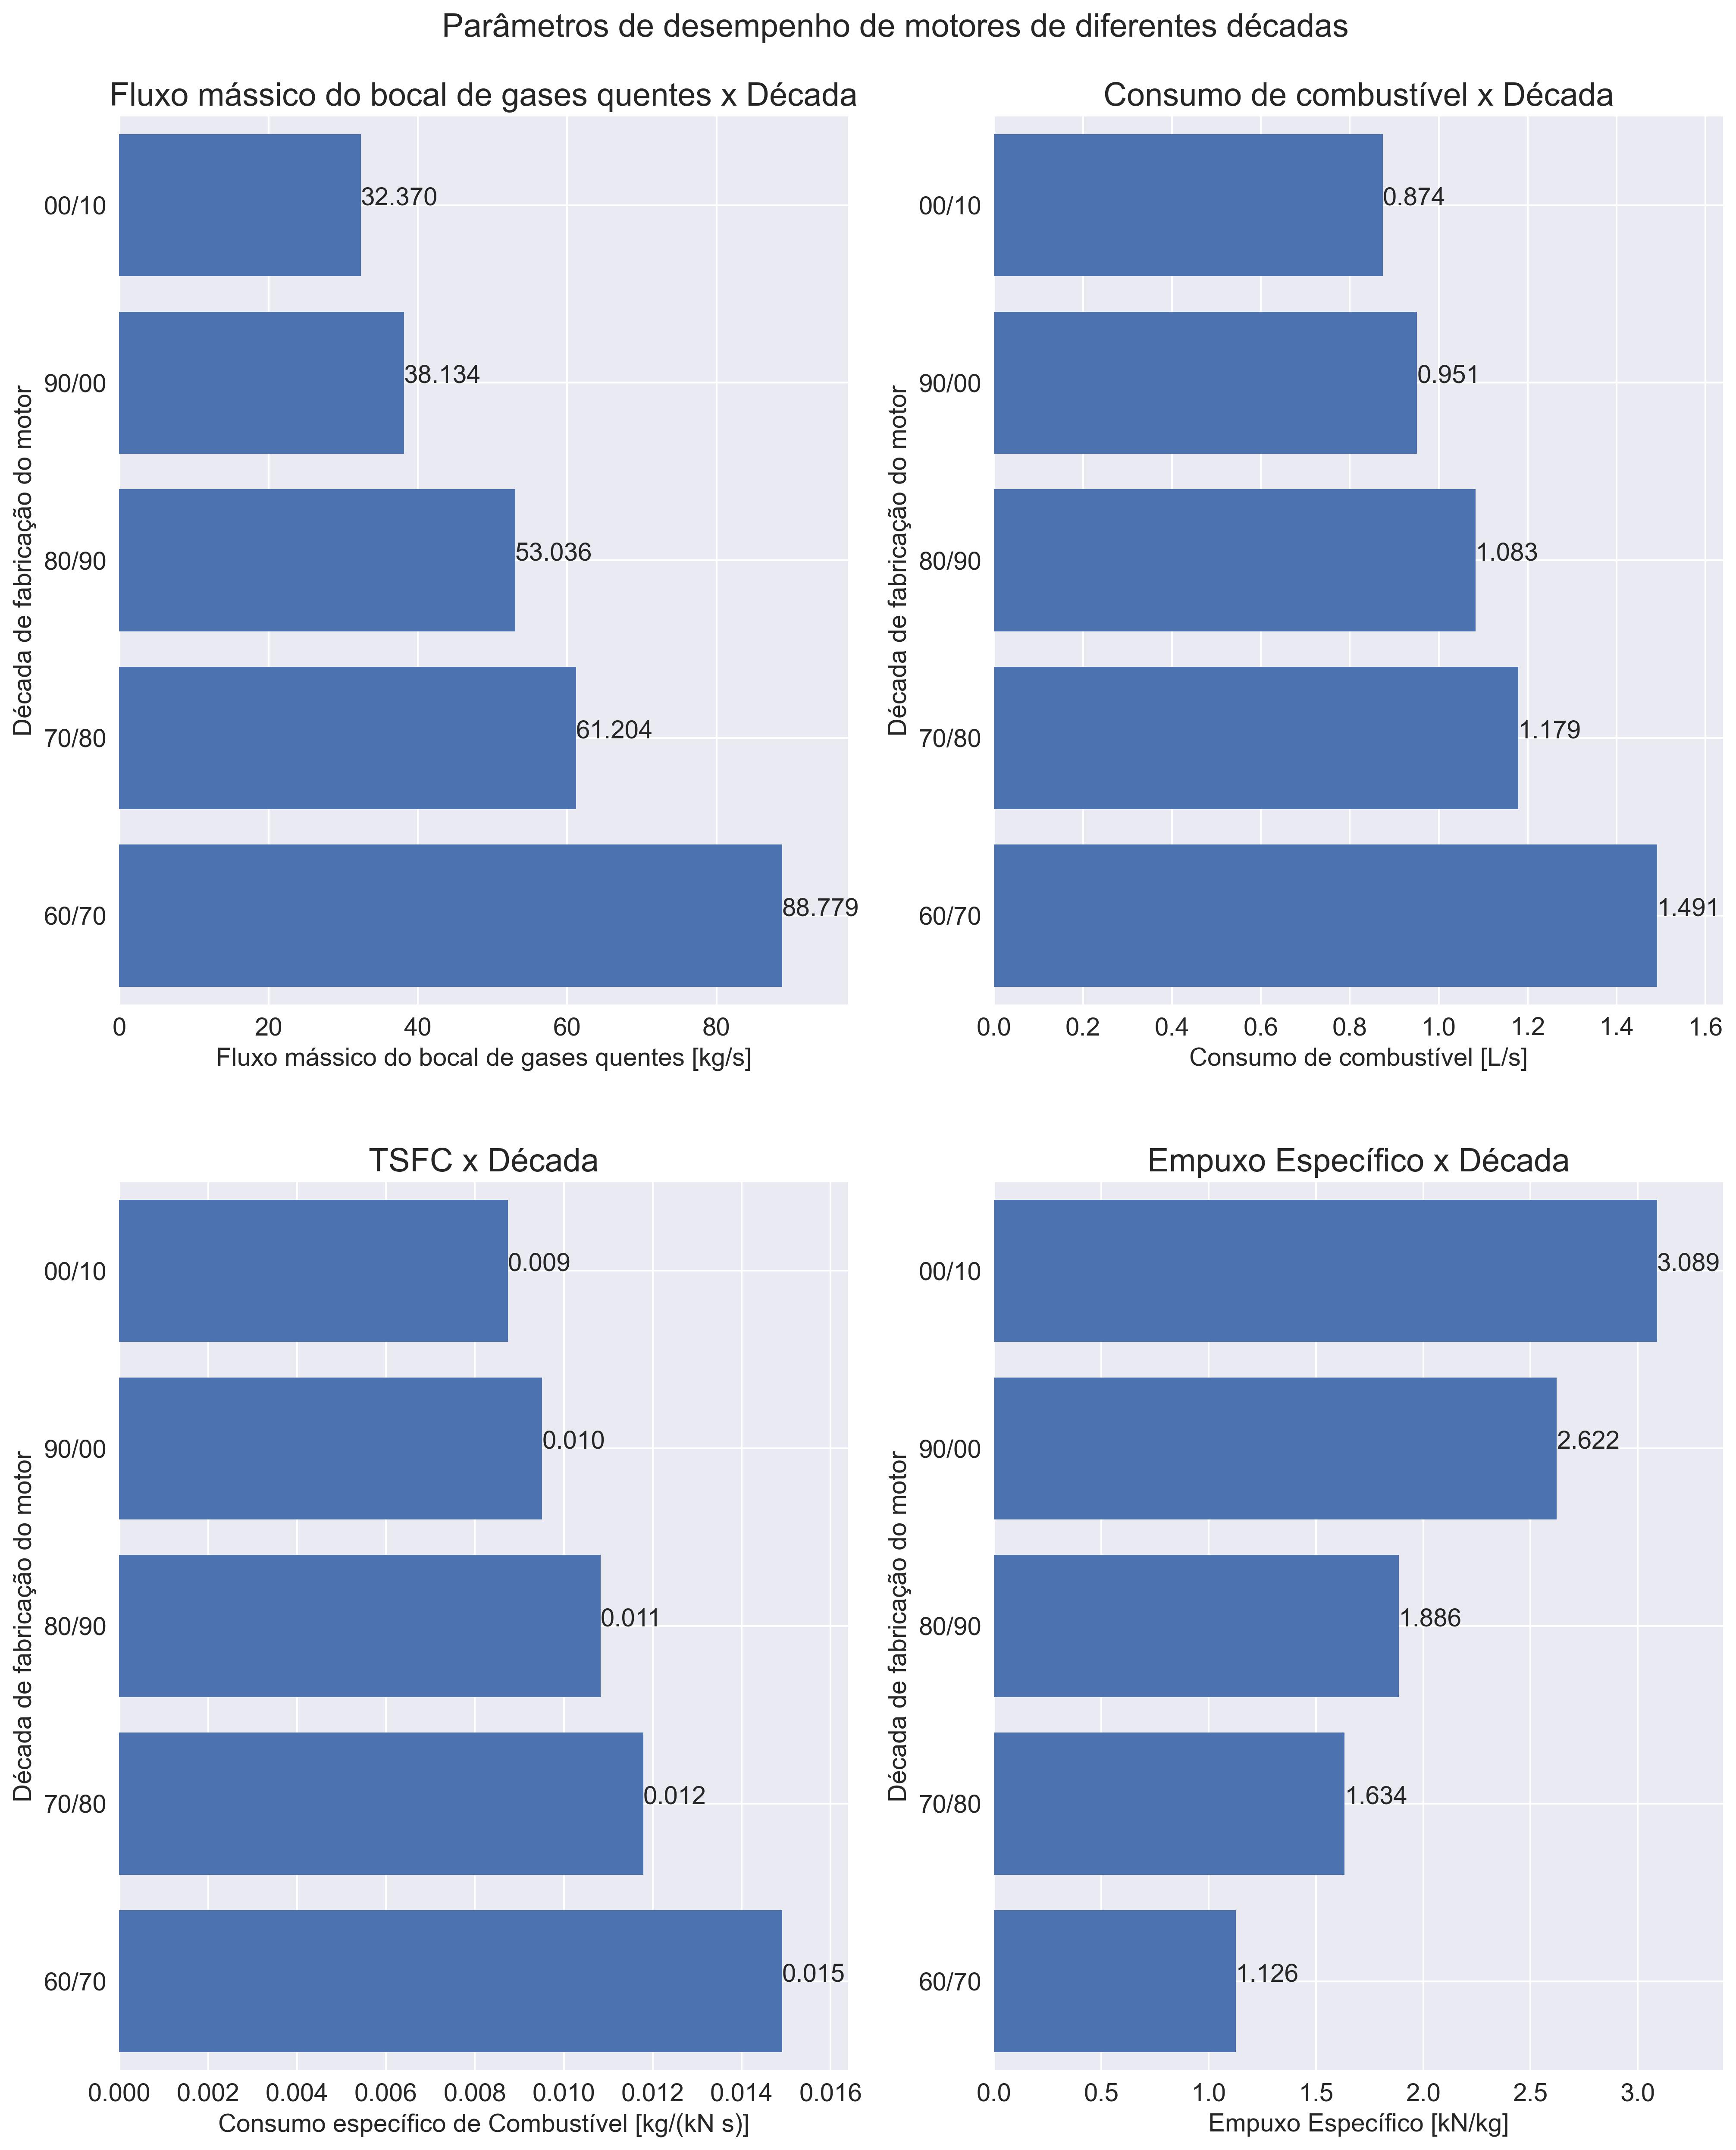 Parâmetros de desempenho de motores de diferentes décadas
Fluxo mássico do bocal de gases quentes x Década
Década de fabricação do motor
00/10
32.370
90/00
38.134
80/90
53.036
70/80
61.204
60/70
88.779
0 20 40 60 80
Fluxo mássico do bocal de gases quentes [kg/s]
Consumo de combustível x Década
Década de fabricação do motor
00/10
0.874
90/00
0.951
80/90
1.083
70/80
1.179
60/70
1.491
0.0 0.2 0.4 0.6 0.8 1.0 1.2 1.4 1.6
Consumo de combustível [L/s]
TSFC x Década
Década de fabricação do motor
00/10
0.009
90/00
0.010
80/90
0.011
70/80
0.012
60/70
0.015
0.000 0.002 0.004 0.006 0.008 0.010 0.012 0.014 0.016
Consumo específico de Combustível [kg/(kN s)]
Empuxo Específico x Década
Década de fabricação do motor
00/10
3.089
90/00
2.622
80/90
1.886
70/80
1.634
60/70
1.126
0.0 0.5 1.0 1.5 2.0 2.5 3.0
Empuxo Específico [kN/kg]